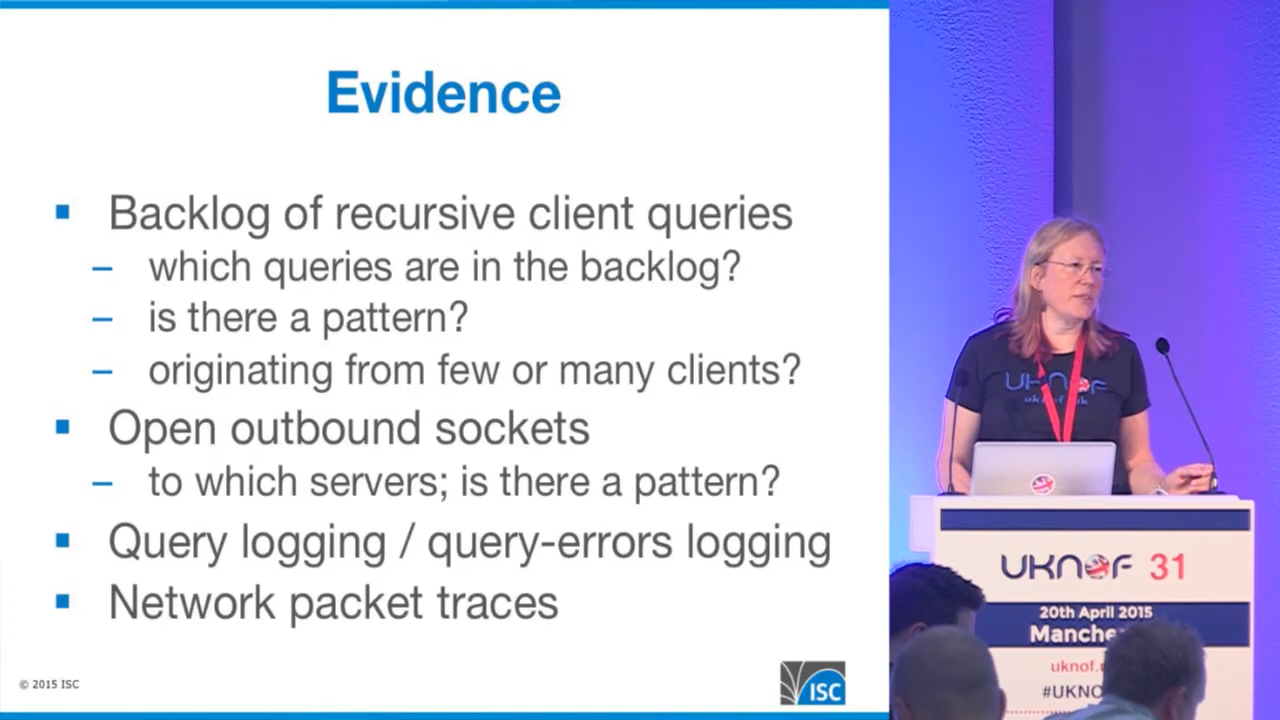 Evidence
Backlog of recursive client queries
– which queries are in the backlog?
– is there a pattern?
– originating from few or many clients?
Open outbound sockets
– to which servers; is there a pattern?
Query logging / query-errors logging
Network packet traces
© 2015 ISC
ISC
UKNOF
UKNOF 31
20th April 2015